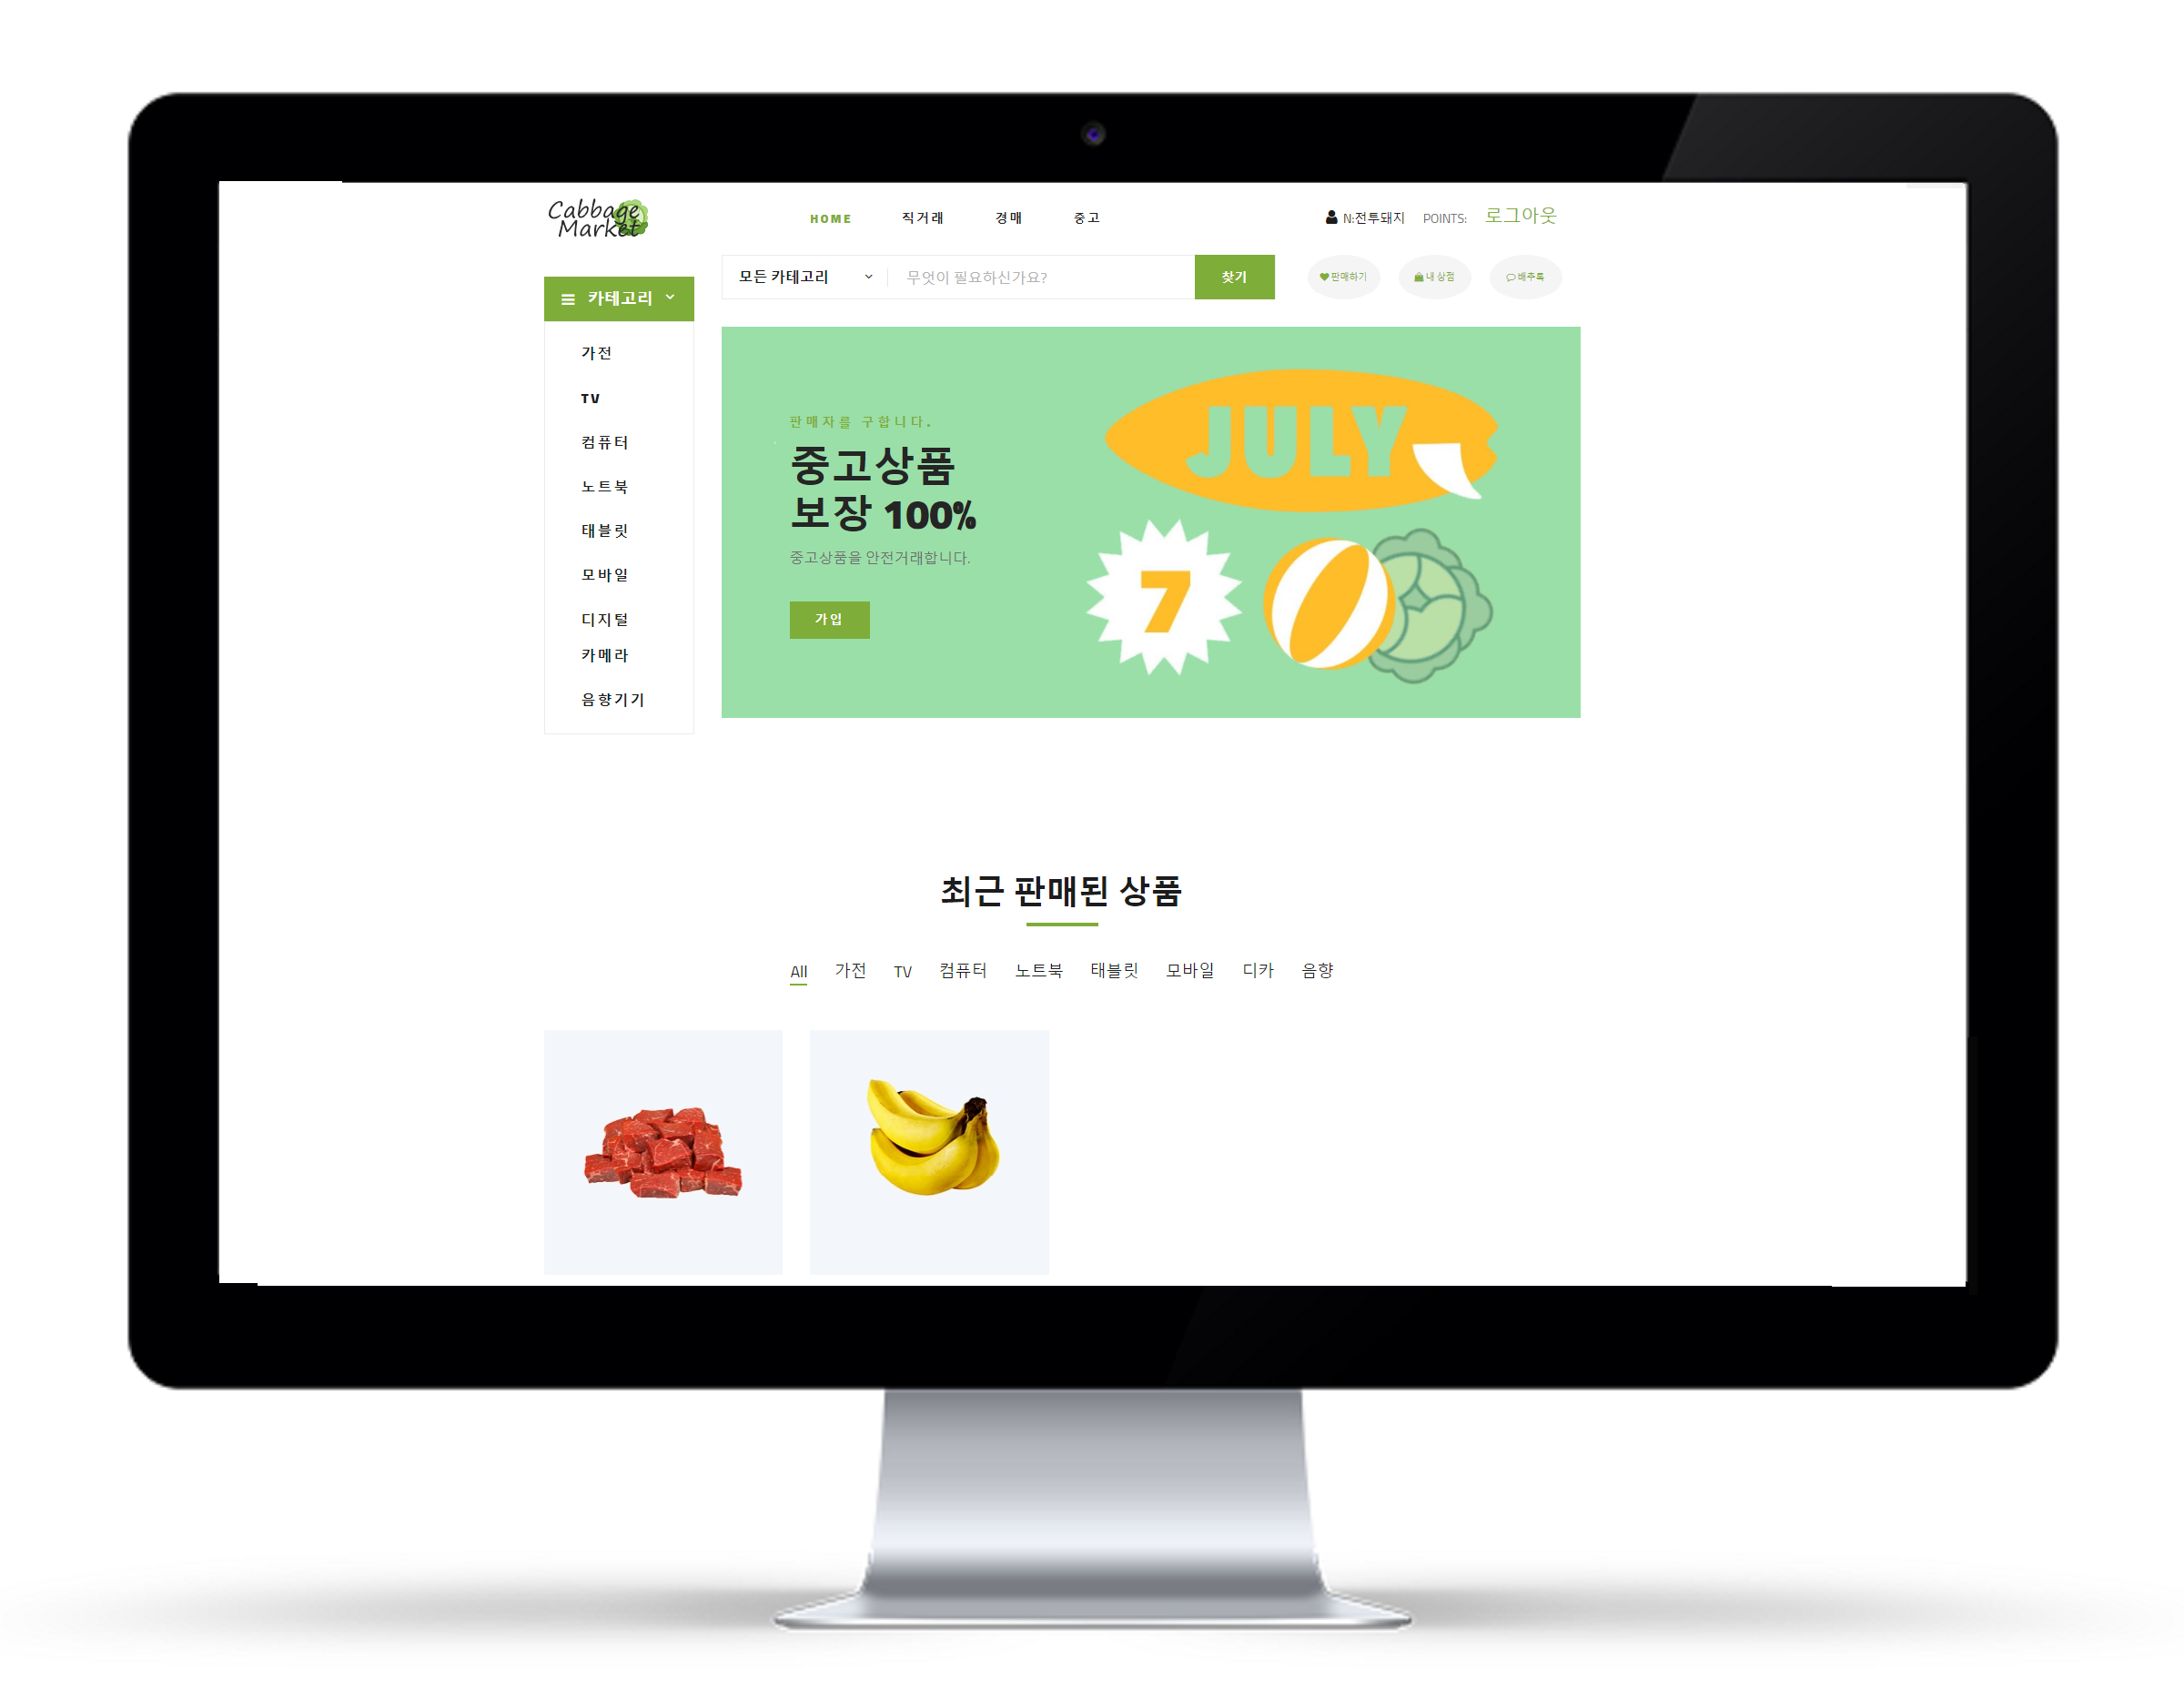 Cabbage
Market
HOME 직거래 경매 중고
N:전투돼지 POINTS: 로그아웃
카테고리
모든 카테고리 무엇이 필요하신가요? 찾기
판매하기 내 상점 배추톡
가전
TV
컴퓨터
노트북
태블릿
모바일
디지털
카메라
음향기기
판매자를 구합니다.
중고상품
보장 100%
중고상품을 안전거래합니다.
가입
JULY
7
최근 판매된 상품
All 가전 TV 컴퓨터 노트북 태블릿 모바일 디카 음향